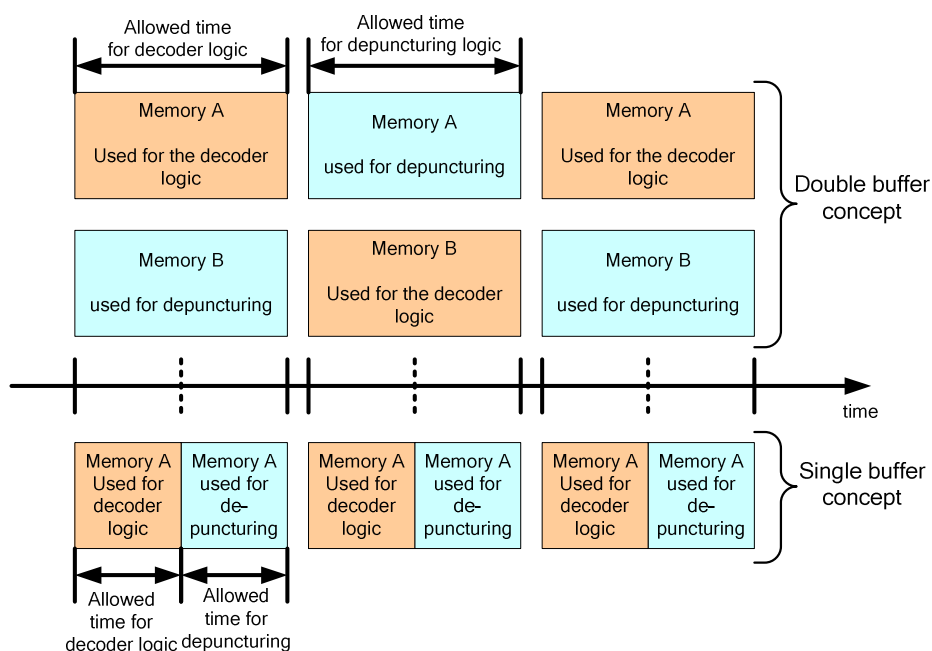 Allowed time
for decoder logic
Allowed time
for depuncturing logic
Memory A
Used for the decoder
logic
Memory A
used for depuncturing
Memory A
Used for the decoder
logic
Double buffer
concept
Memory B
used for depuncturing
Memory B
Used for the decoder
logic
Memory B
used for depuncturing
time
Memory A
Used for
decoder
logic
Memory A
used for
de-
puncturing
Memory A
Used for
decoder
logic
Memory A
used for
de-
puncturing
Memory A
Used for
decoder
logic
Memory A
used for
de-
puncturing
Single buffer
concept
Allowed
time for
decoder logic
Allowed
time for
depuncturing